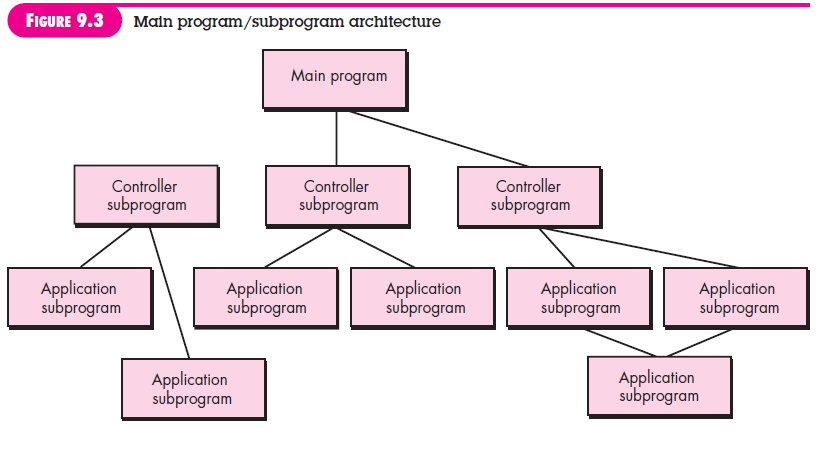 FIGURE 9.3
Main program/subprogram architecture
Main program
Controller
subprogram
Controller
subprogram
Controller
subprogram
Application
subprogram
Application
subprogram
Application
subprogram
Application
subprogram
Application
subprogram
Application
subprogram
Application
subprogram